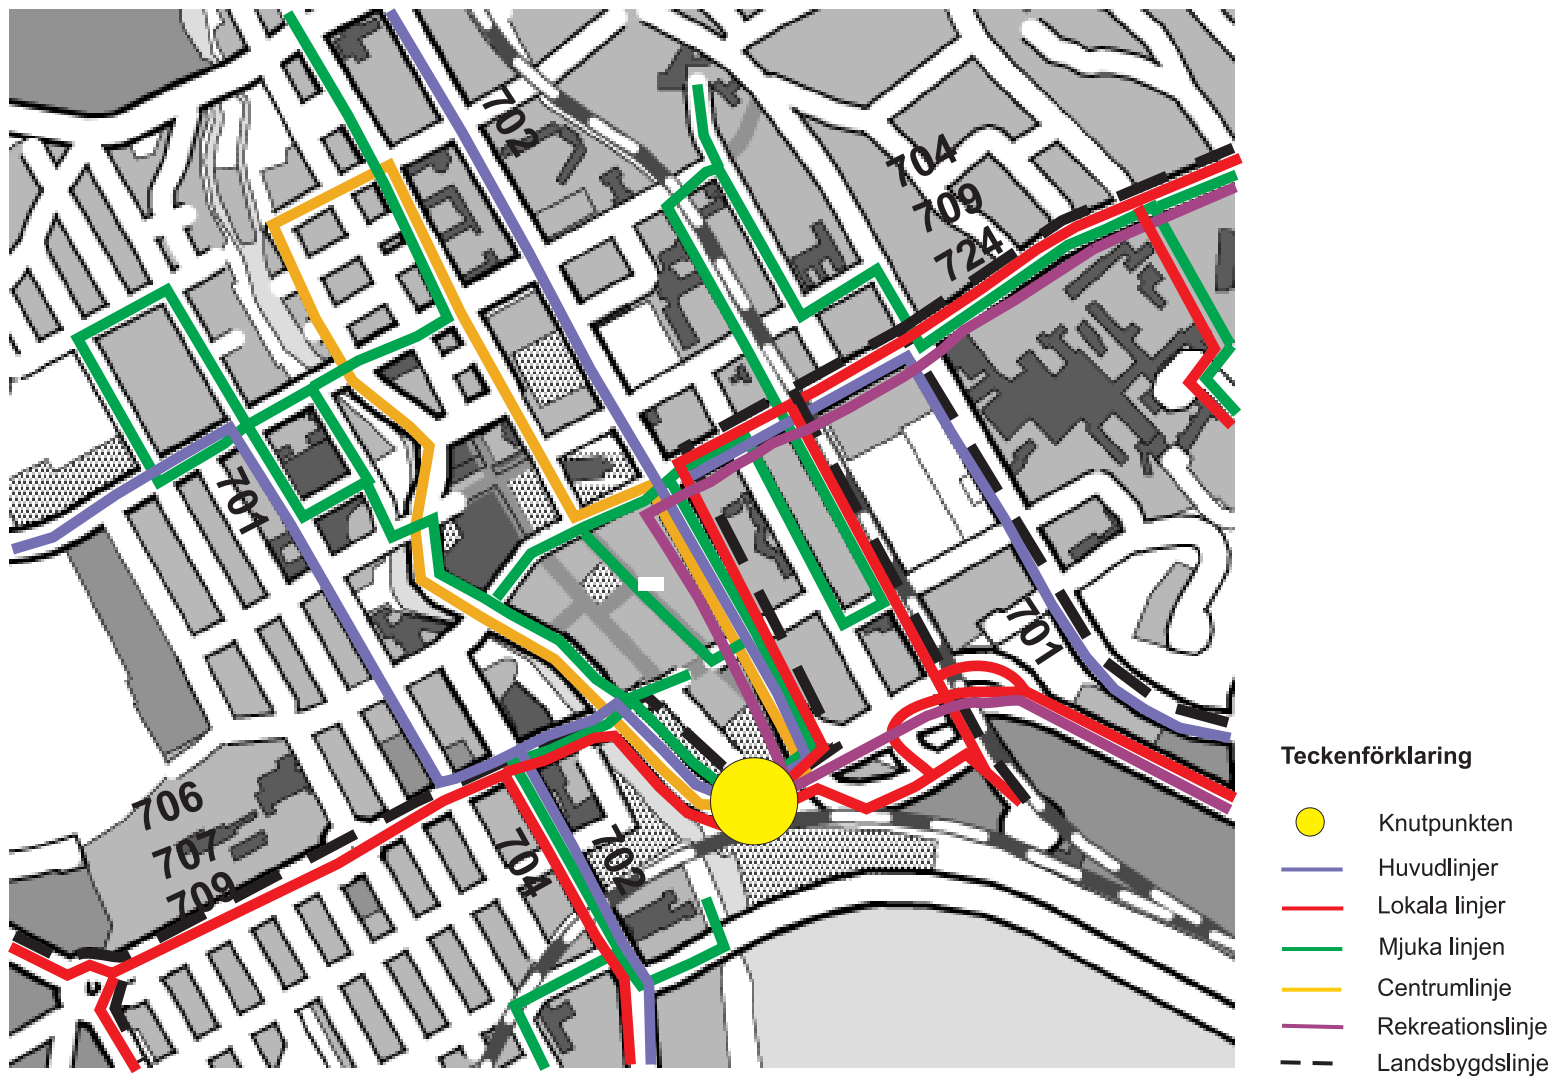 702
704
709
724
701
701
706
707
709
704
702
Teckenförklaring
Knutpunkten
Huvudlinjer
Lokala linjer
Mjuka linjen
Centrumlinje
Rekreationslinje
Landsbygdslinje